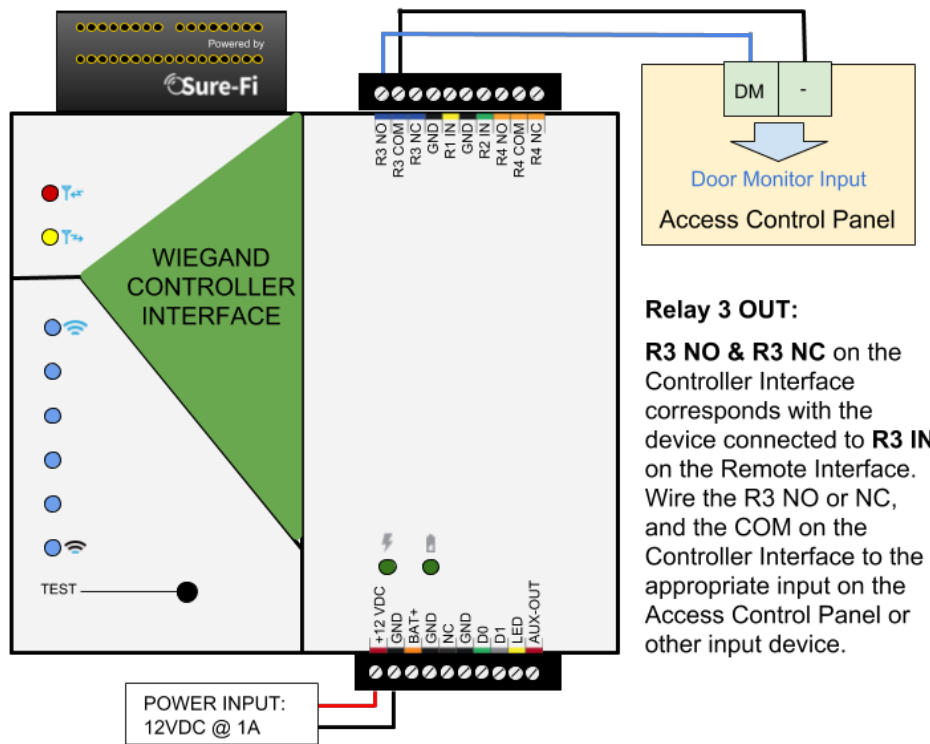 Powered by
Sure-Fi
R3 NO
R3 COM
R3 NC
GND
R1 IN
GND
R2 IN
R4 NO
R4 COM
R4 NC
DM
-
Door Monitor Input
Access Control Panel
WIEGAND
CONTROLLER
INTERFACE
Relay 3 OUT:
R3 NO & R3 NC on the
Controller Interface
corresponds with the
device connected to R3 IN
on the Remote Interface.
Wire the R3 NO or NC,
and the COM on the
Controller Interface to the
appropriate input on the
Access Control Panel or
other input device.
TEST
+12 VDC
GND
BAT+
GND
NC
GND
D0
D1
LED
AUX-OUT
POWER INPUT:
12VDC @ 1A